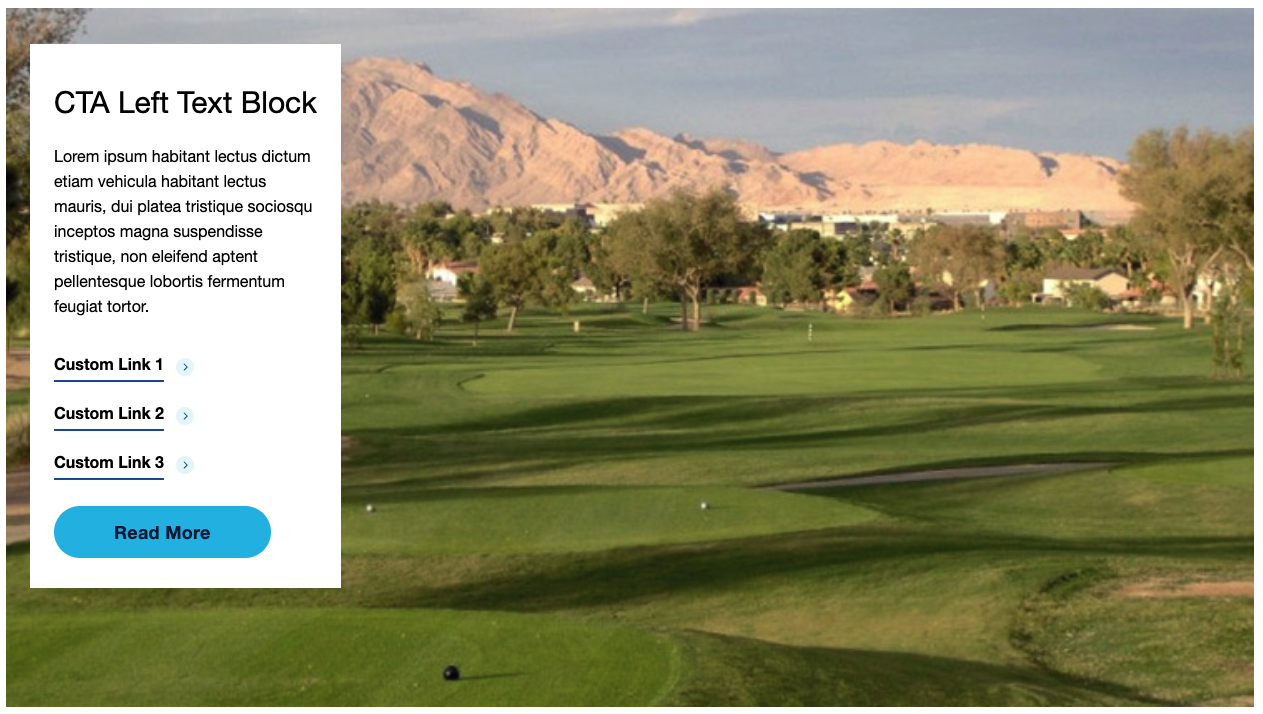 CTA Left Text Block
Lorem ipsum habitant lectus dictum
etiam vehicula habitant lectus
mauris, dui platea tristique sociosqu
inceptos magna suspendisse
tristique, non eleifend aptent
pellentesque lobortis fermentum
feugiat tortor.
Custom Link 1
Custom Link 2
Custom Link 3
Read More